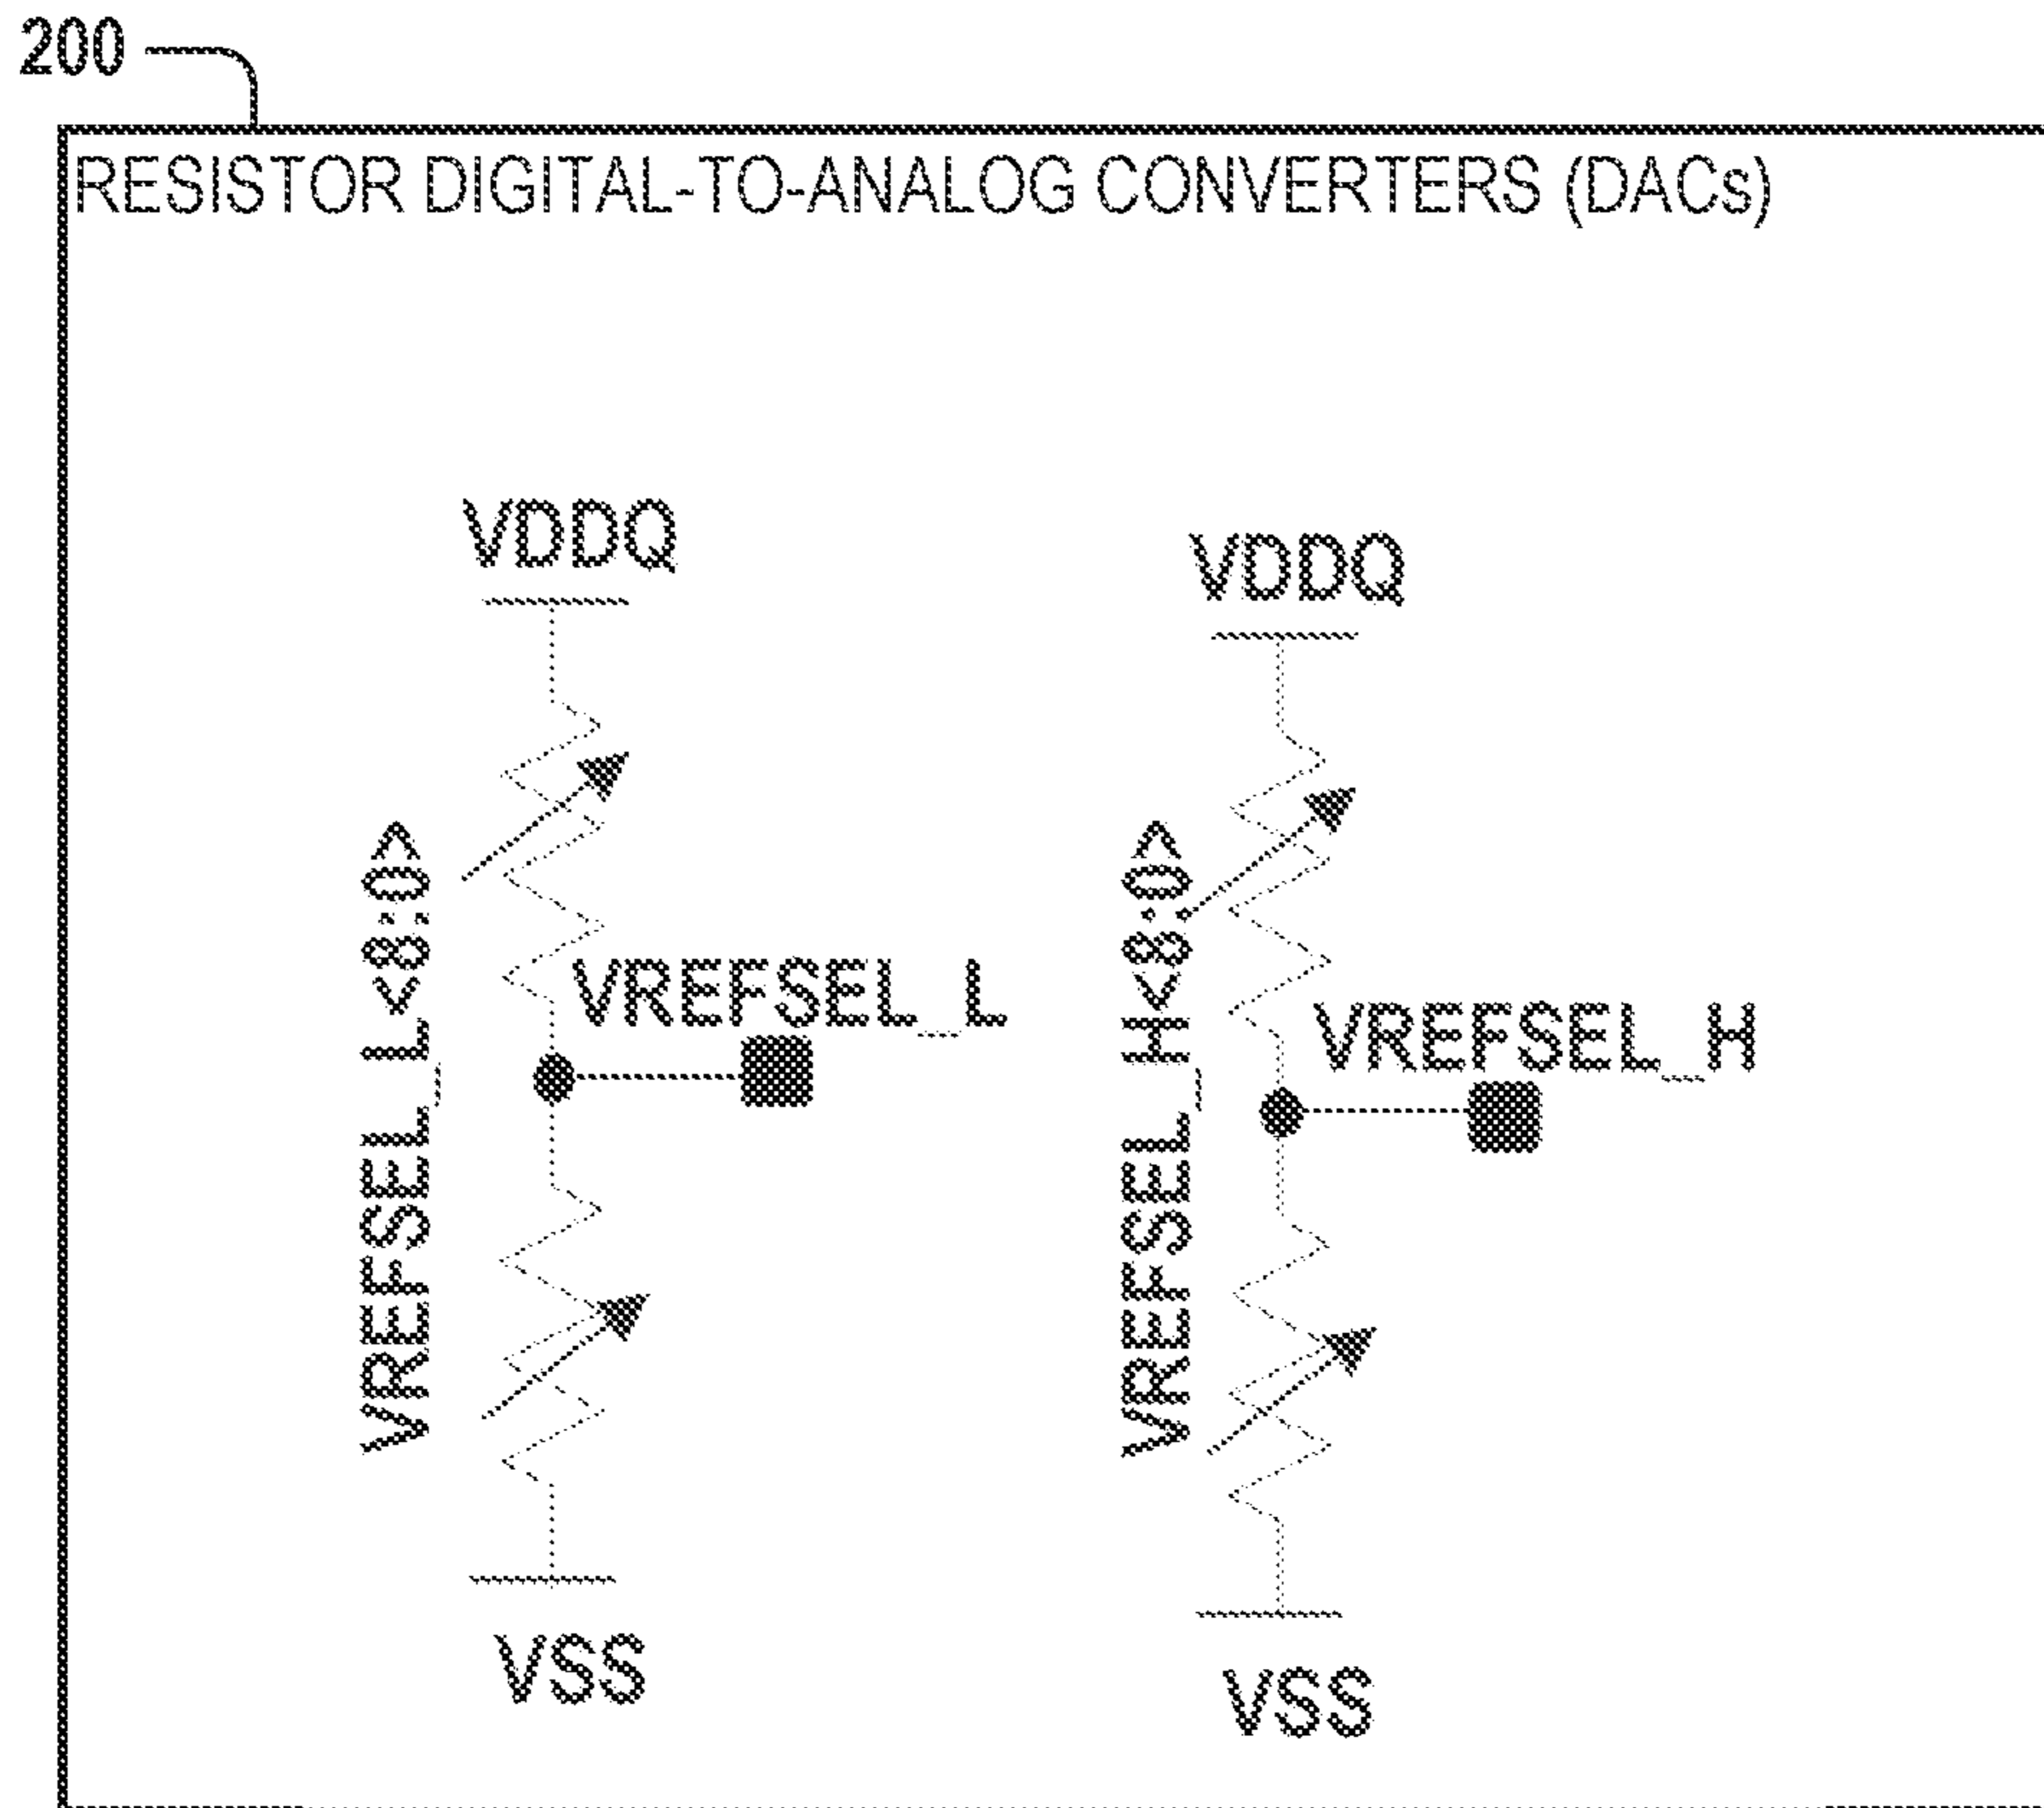 200
RESISTOR DIGITAL-TO-ANALOG CONVERTERS (DACs)
VDDQ
VDDQ
VREFSEL_L<8:0>
VREFSEL_L
VREFSEL_H<8:0>
VREFSEL_H
VSS
VSS